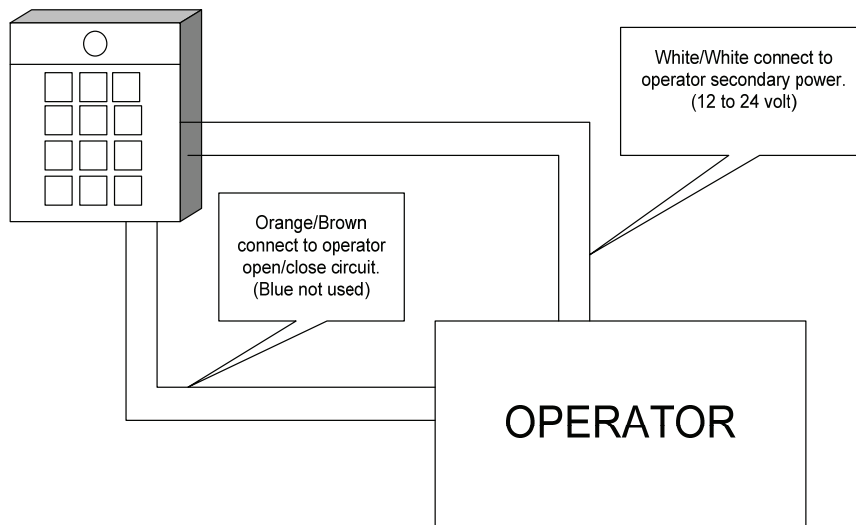 White/White connect to
operator secondary power.
(12 to 24 volt)
Orange/Brown
connect to operator
open/close circuit.
(Blue not used)
OPERATOR